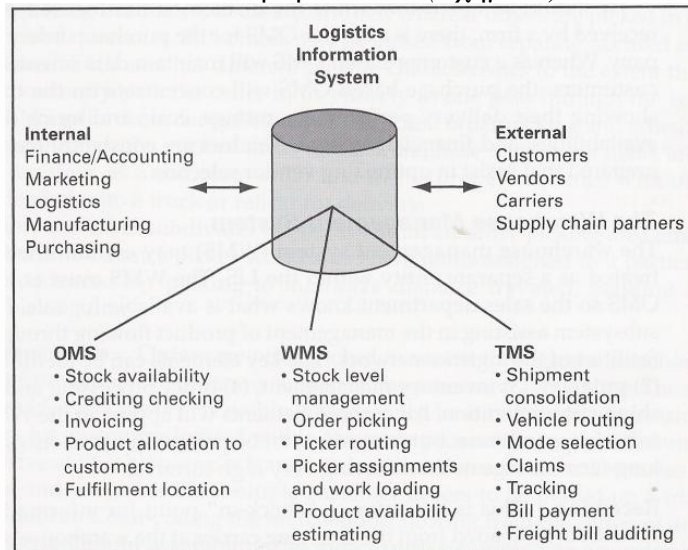 Logistics
Information
System
Internal
Finance/Accounting
Marketing
Logistics
Manufacturing
Purchasing
External
Customers
Vendors
Carriers
Supply chain partners
OMS
• Stock availability
• Crediting checking
• Invoicing
• Product allocation to
customers
• Fulfillment location
WMS
• Stock level
management
• Order picking
• Picker routing
• Picker assignments
and work loading
• Product availability
estimating
TMS
• Shipment
consolidation
• Vehicle routing
• Mode selection
• Claims
• Tracking
• Bill payment
• Freight bill auditing